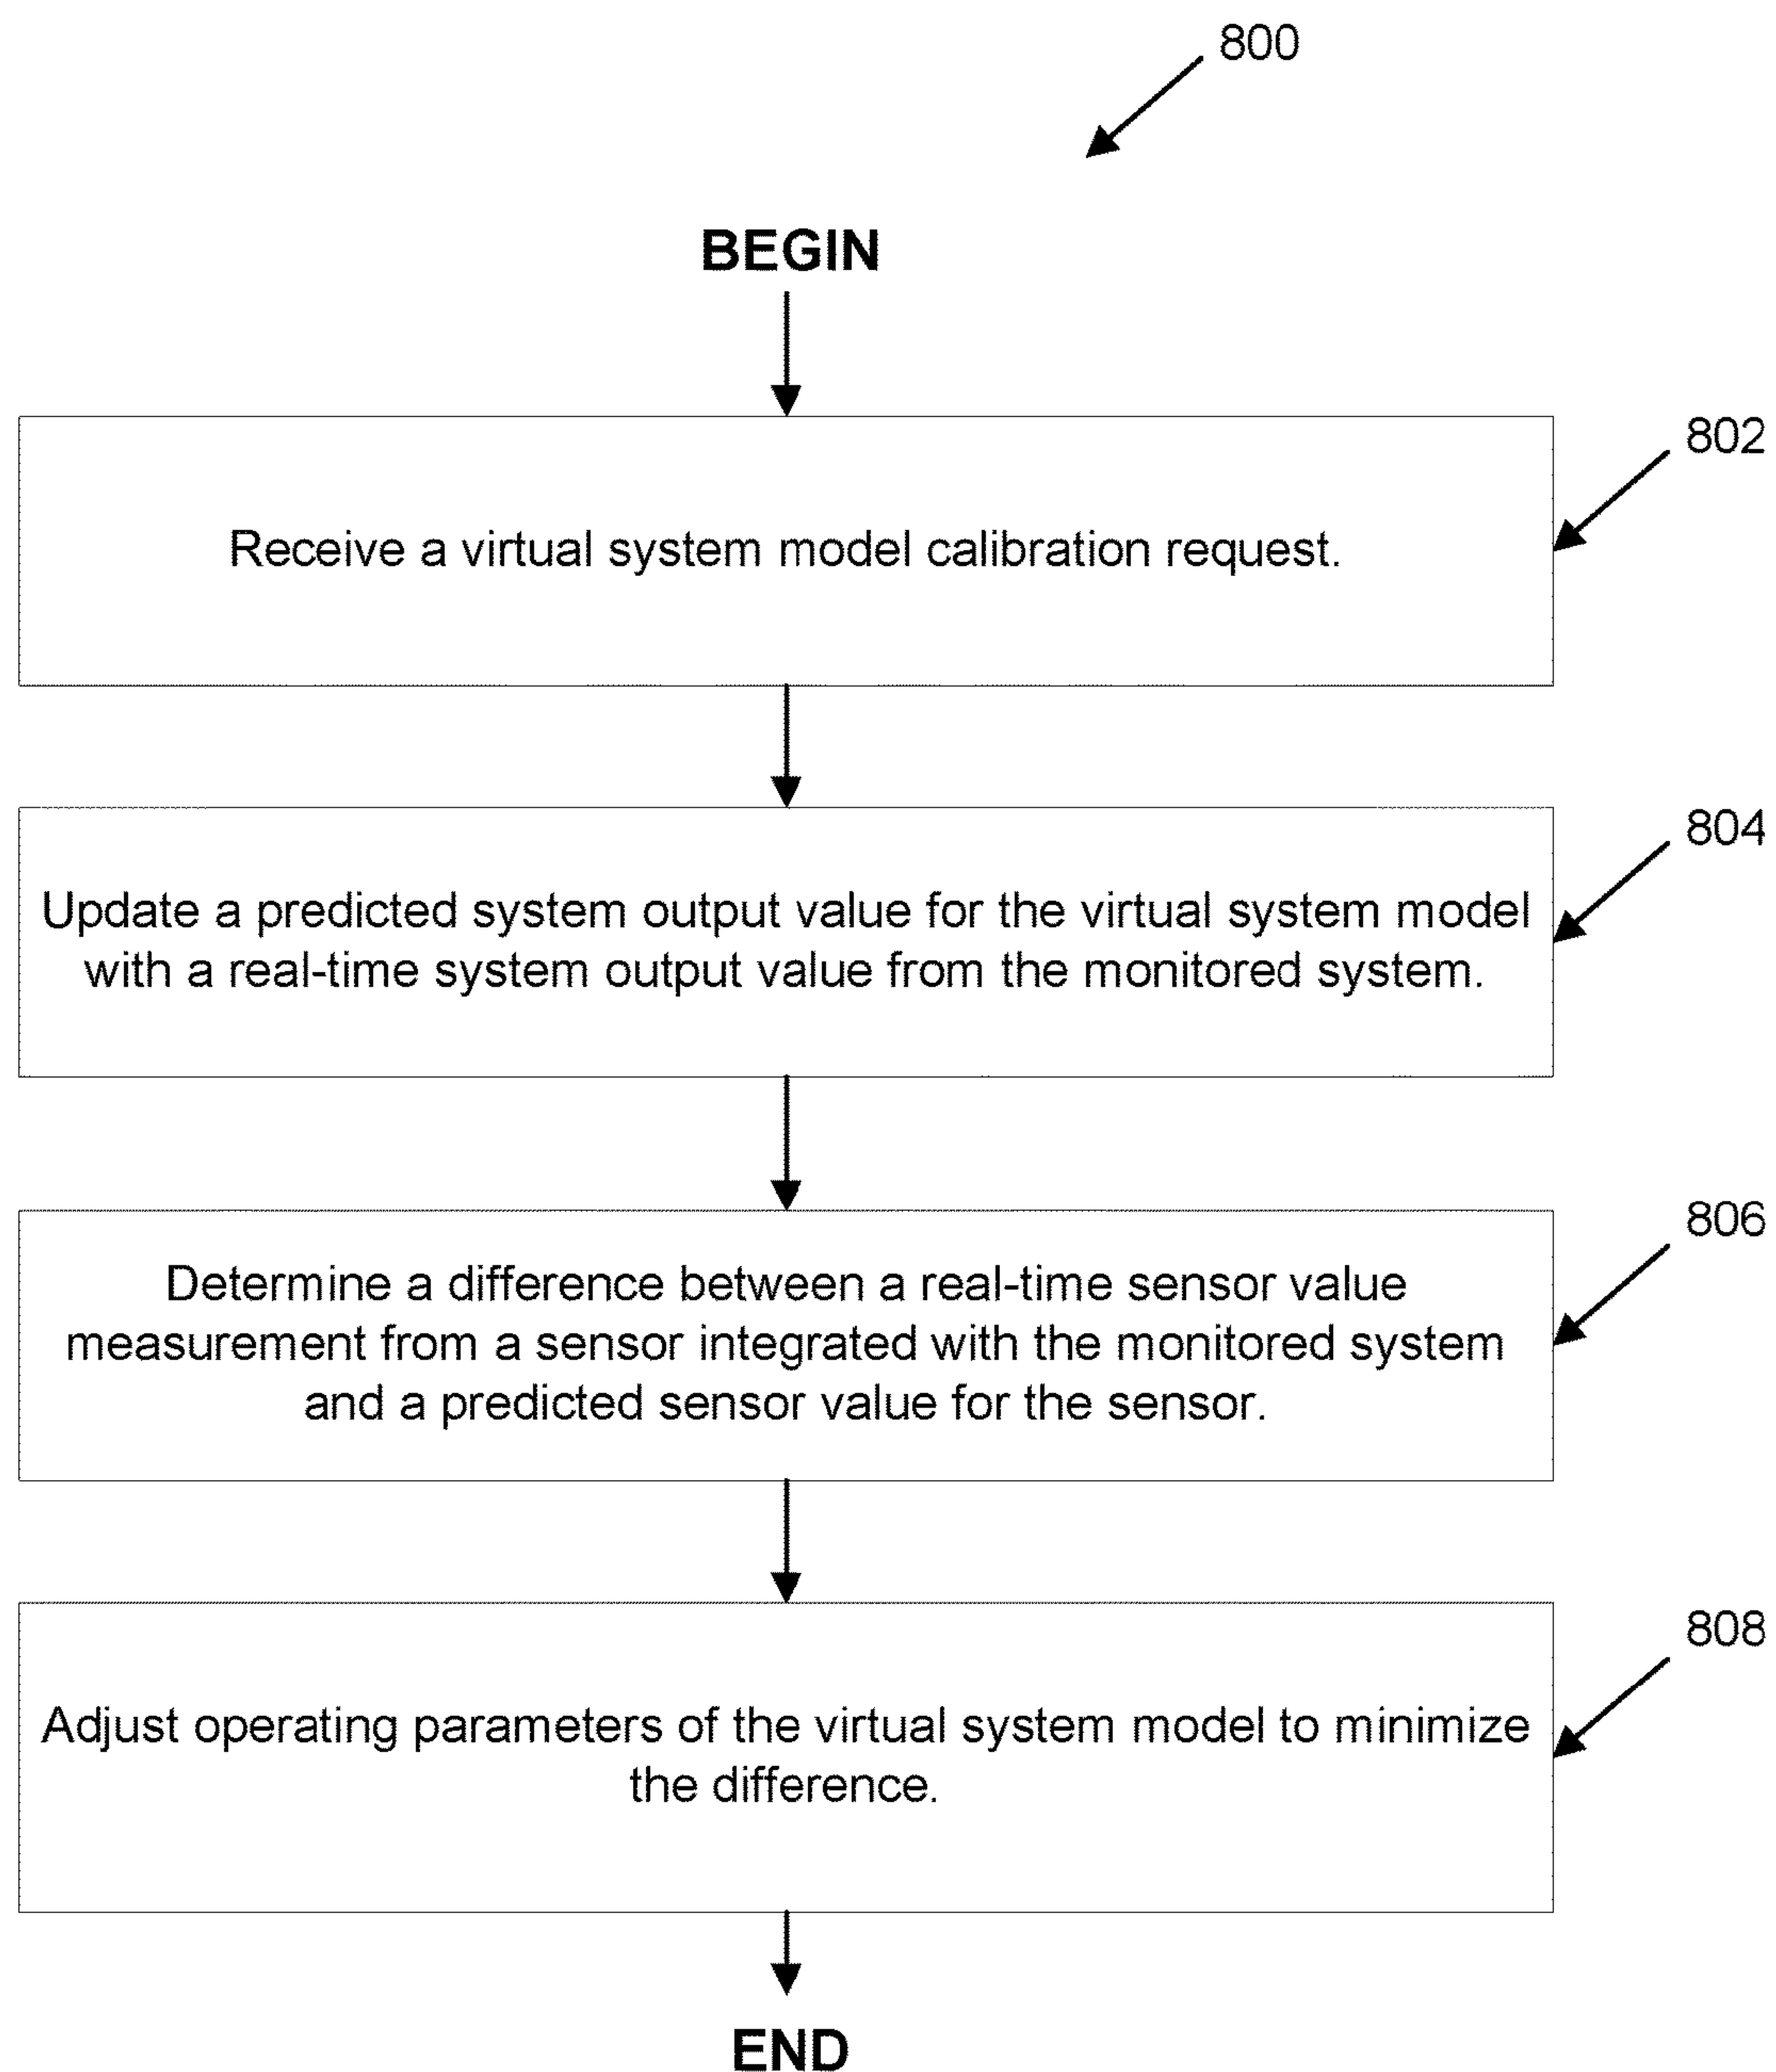 800
BEGIN
802
Receive a virtual system model calibration request.
804
Update a predicted system output value for the virtual system model
with a real-time system output value from the monitored system.
806
Determine a difference between a real-time sensor value
measurement from a sensor integrated with the monitored system
and a predicted sensor value for the sensor.
808
Adjust operating parameters of the virtual system model to minimize
the difference.
END